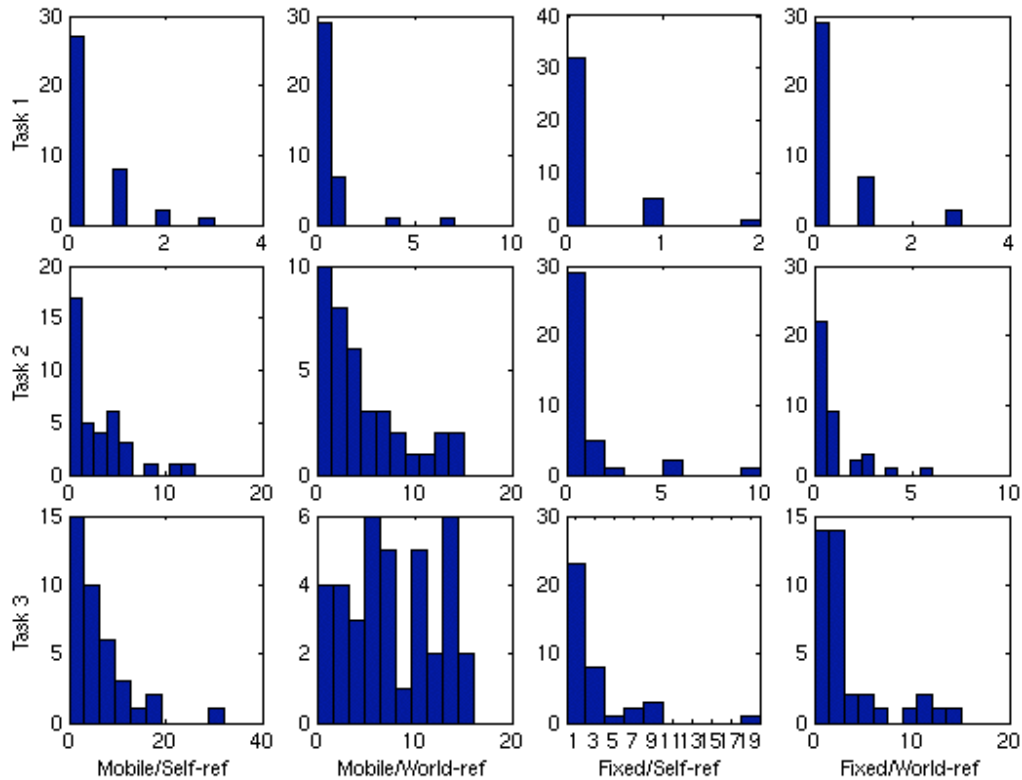 30 30 40 30
30
20 20 20
20
10 10 10
10
0 0 0 0
Task 1
0 2 4 0 5 10 0 1 2 0 2 4
20 10 30 30
15
20 20
10 5
10 10
5
0 0 0 0
Task 2
0 10 20 0 10 20 0 5 10 0 10
5
15 6 30 15
10 4 20 10
5 2 10 5
0 0 0 0
Task 3
0 20 40 0 10 20 1 3 5 7 9 11 13 15 17 19 0 10 20
Mobile/Self-ref Mobile/World-ref Fixed/Self-ref Fixed/World-ref